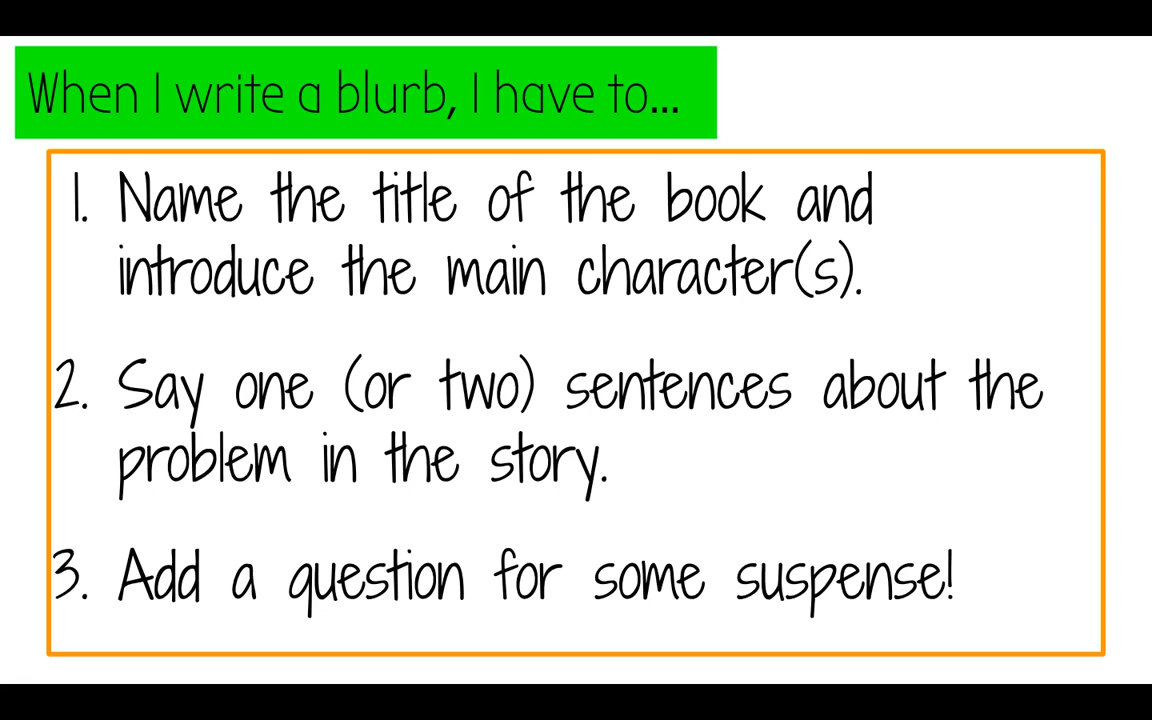 When I write a blurb, I have to...
1. Name the title of the book and
introduce the main character(s).
2. Say one (or two) sentences about the
problem in the story.
3. Add a question for some suspense!